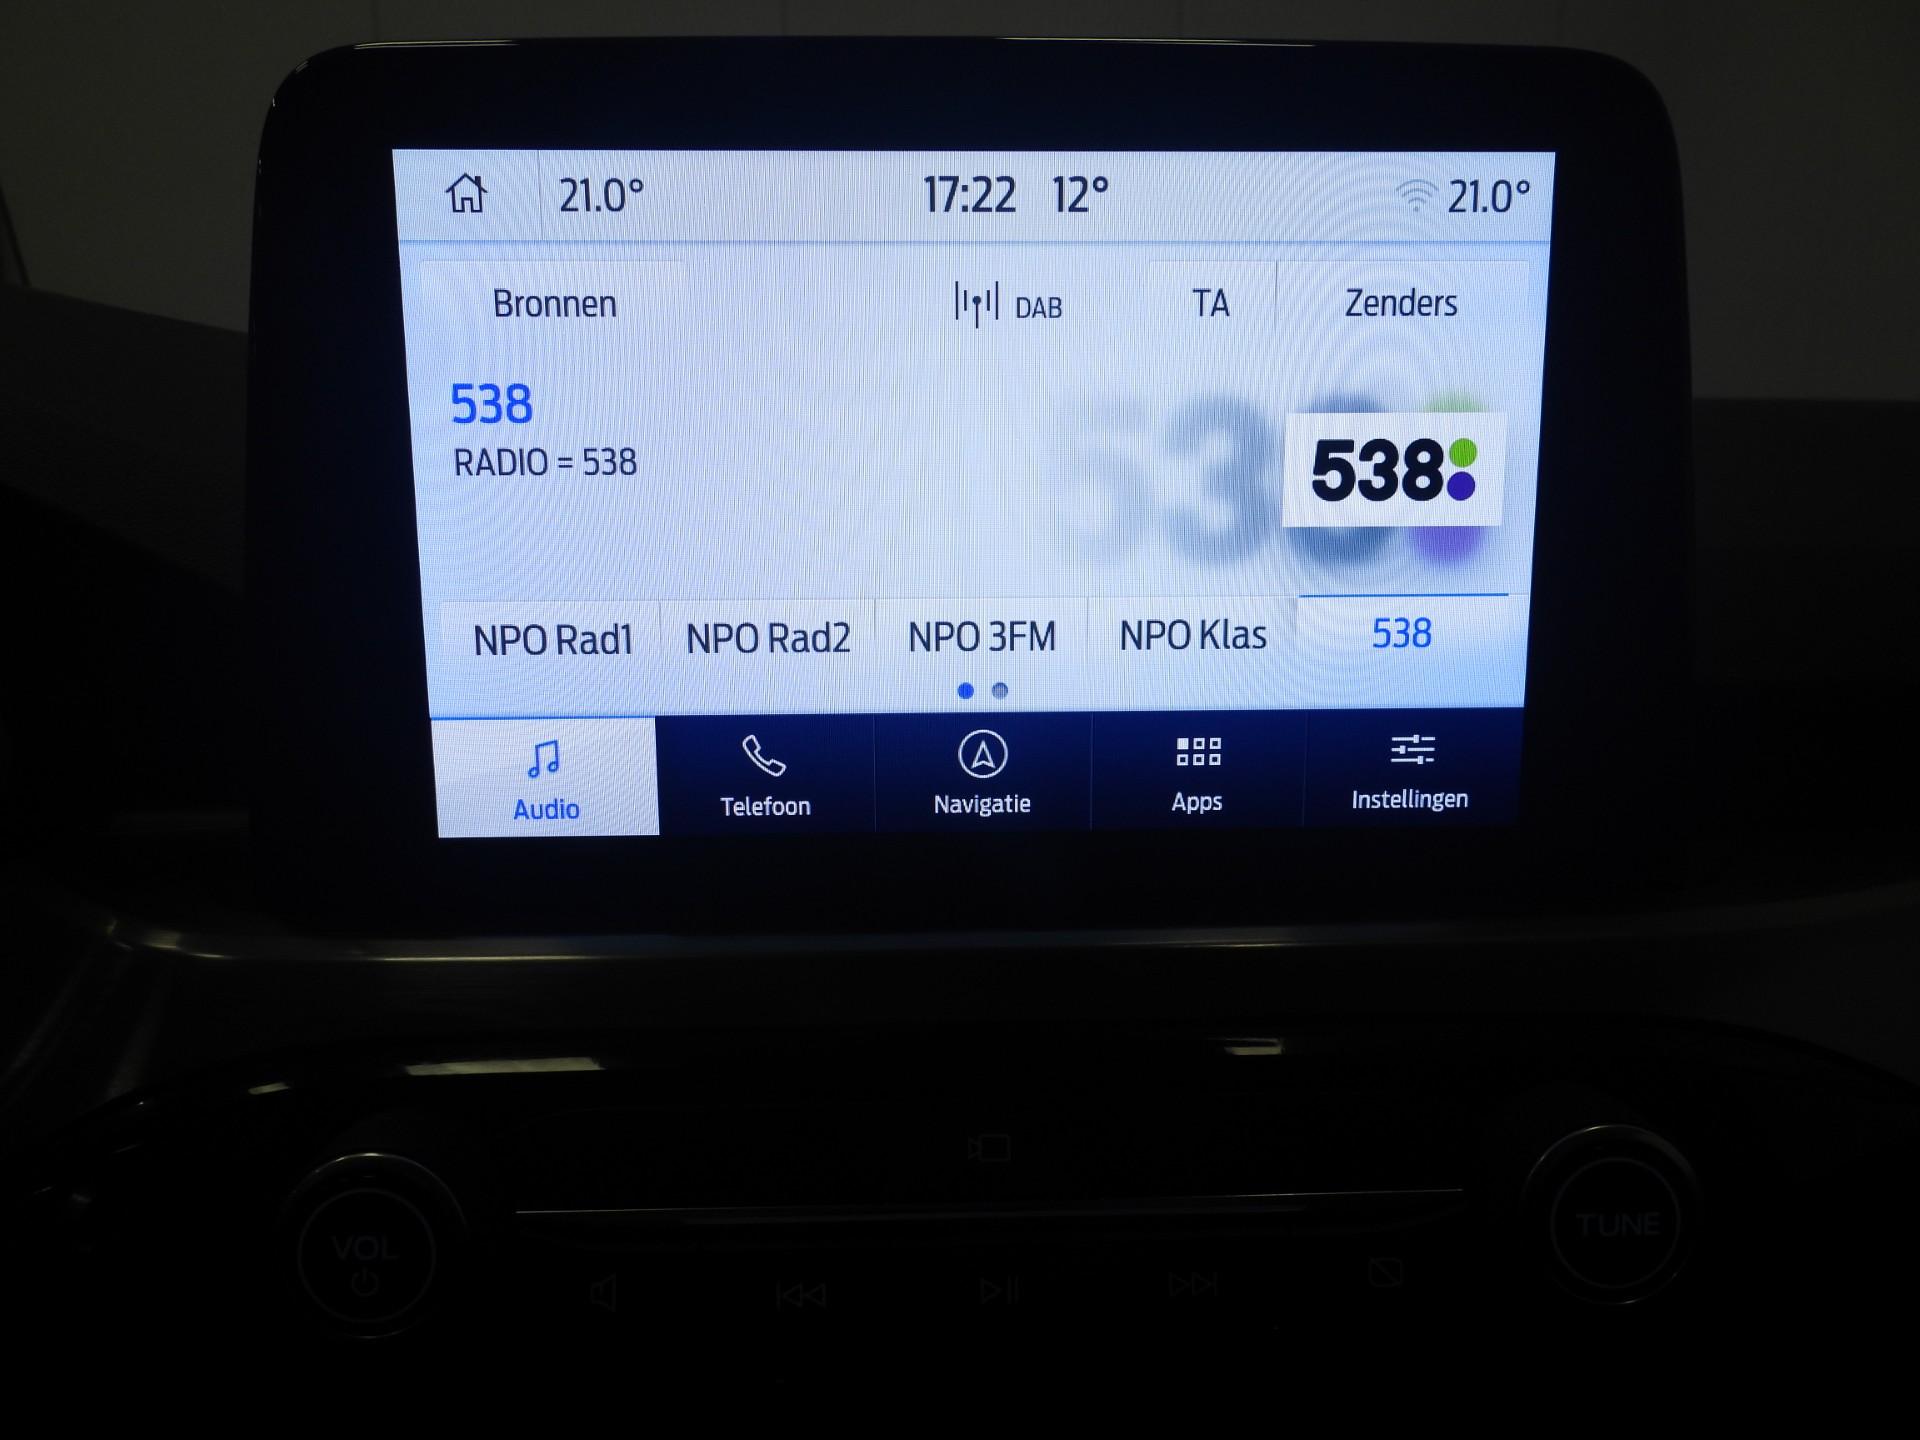 21.0° 17:22 12° 21.0°
Bronnen DAB TA Zenders
538
RADIO = 538
538
NPO Rad1 NPO Rad2 NPO 3FM NPO Klas 538
Audio Telefoon Navigatie Apps Instellingen
VOL
TUNE